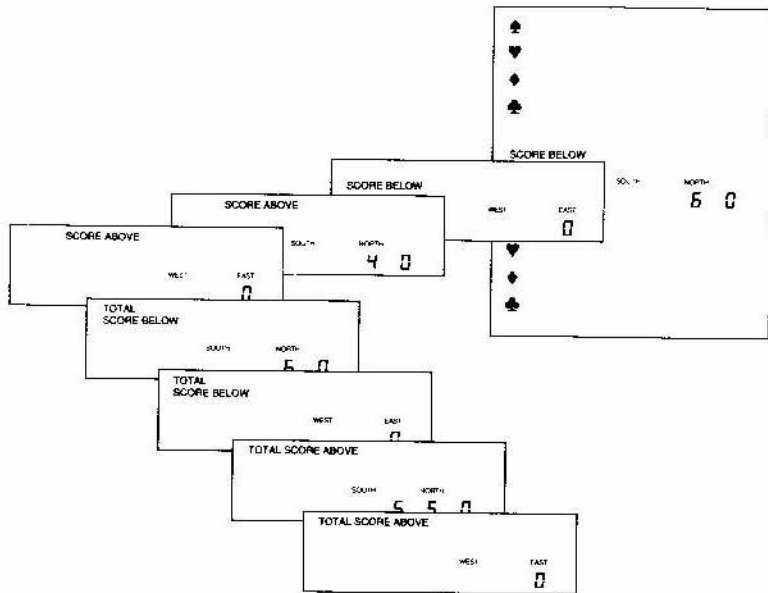 SCORE BELOW
SOUTH NORTH
6 0
SCORE BELOW
WEST EAST
0
SCORE ABOVE
SOUTH NORTH
4 0
SCORE ABOVE
WEST EAST
0
TOTAL
SCORE BELOW
SOUTH NORTH
6 0
TOTAL
SCORE BELOW
WEST EAST
0
TOTAL SCORE ABOVE
SOUTH NORTH
5 5 0
TOTAL SCORE ABOVE
WEST EAST
0